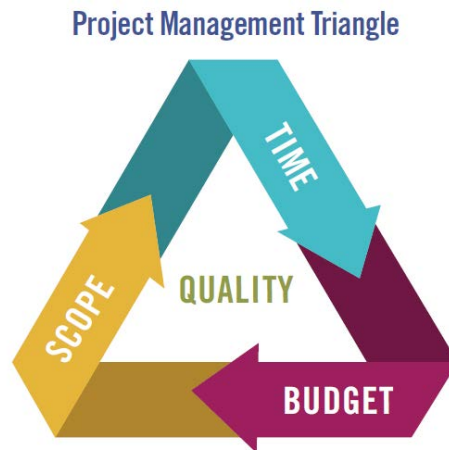 Project Management Triangle
TIME
QUALITY
SCOPE
BUDGET